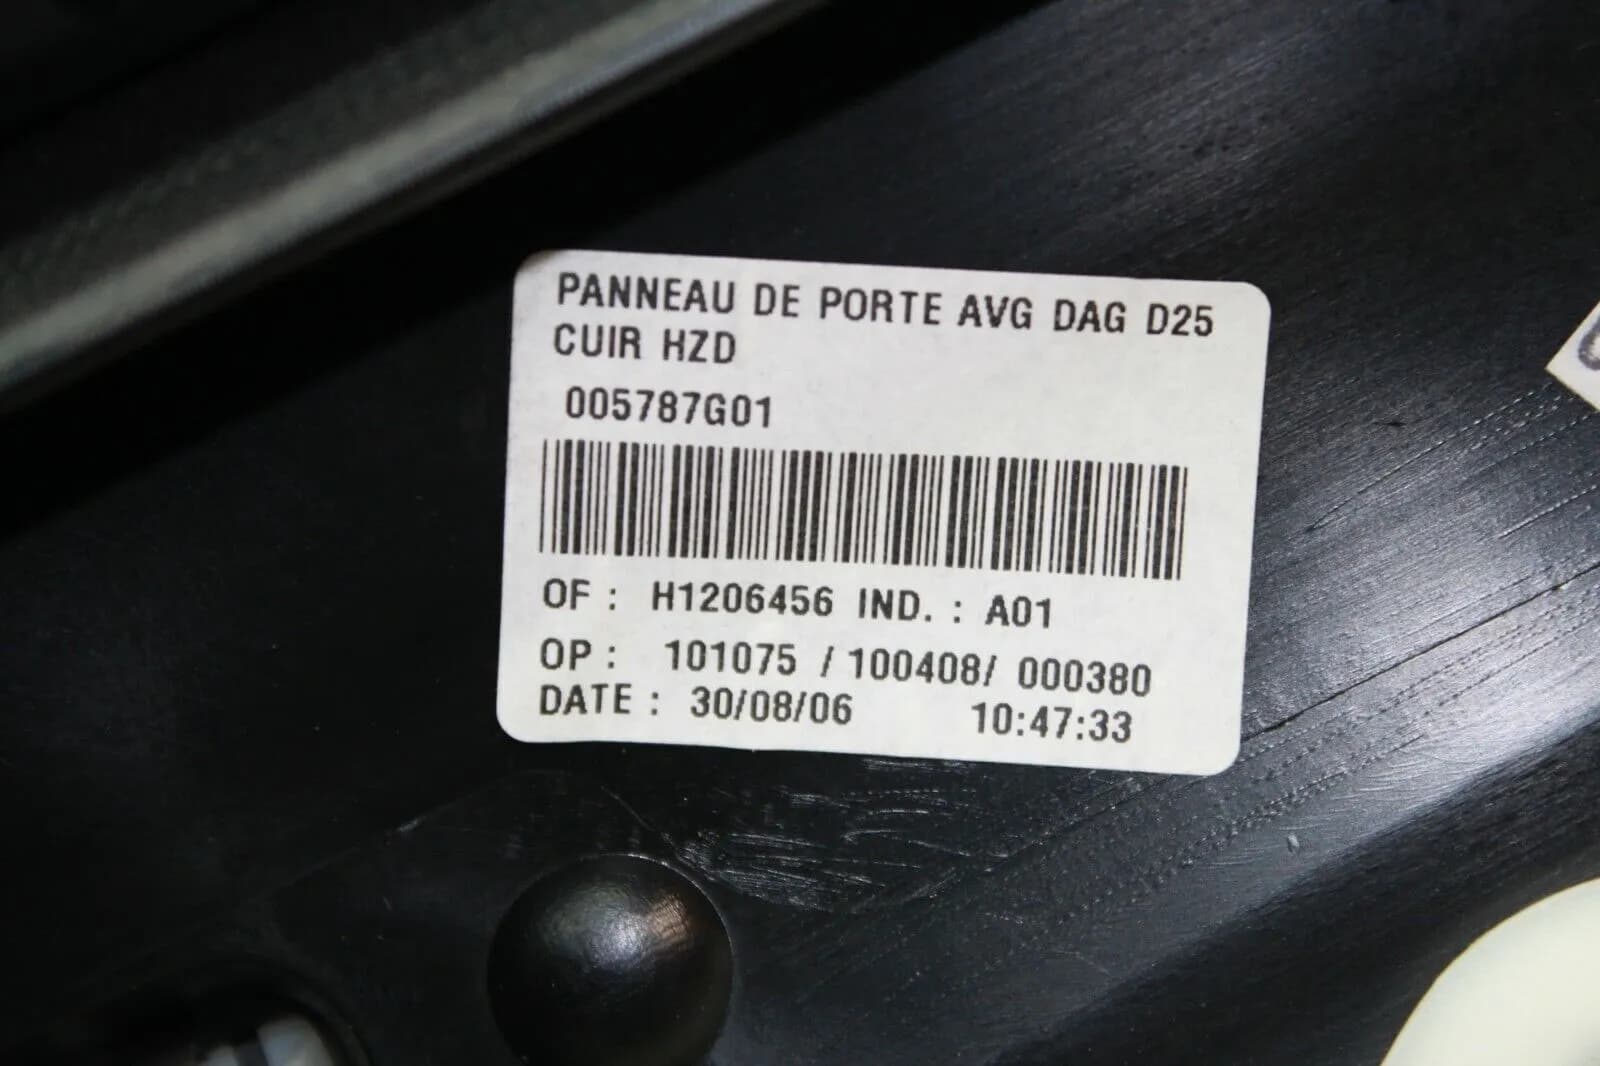 PANNEAU DE PORTE AVG DAG D25
CUIR HZD
005787G01
OF : H1206456 IND. : A01
OP : 101075 / 100408/ 000380
DATE : 30/08/06 10:47:33